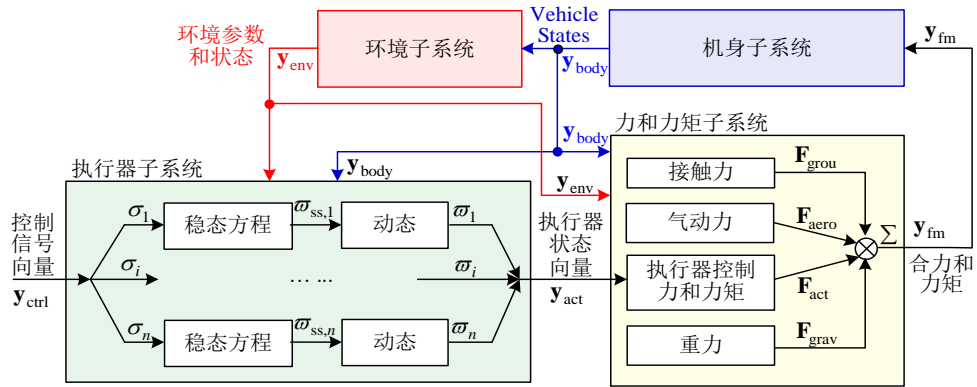 环境参数
和状态
y_env
环境子系统
Vehicle
States
y_body
机身子系统
y_fm
执行器子系统
y_body
y_body
y_env
力和力矩子系统
控制
信号
向量
y_ctrl
σ_1
稳态方程
ϖ_ss,1
动态
ϖ_1
σ_i
... ...
ϖ_i
σ_n
稳态方程
ϖ_ss,n
动态
ϖ_n
执行器
状态
向量
y_act
接触力
F_grou
气动力
F_aero
执行器控制
力和力矩
F_act
重力
F_grav
Σ
y_fm
合力和
力矩